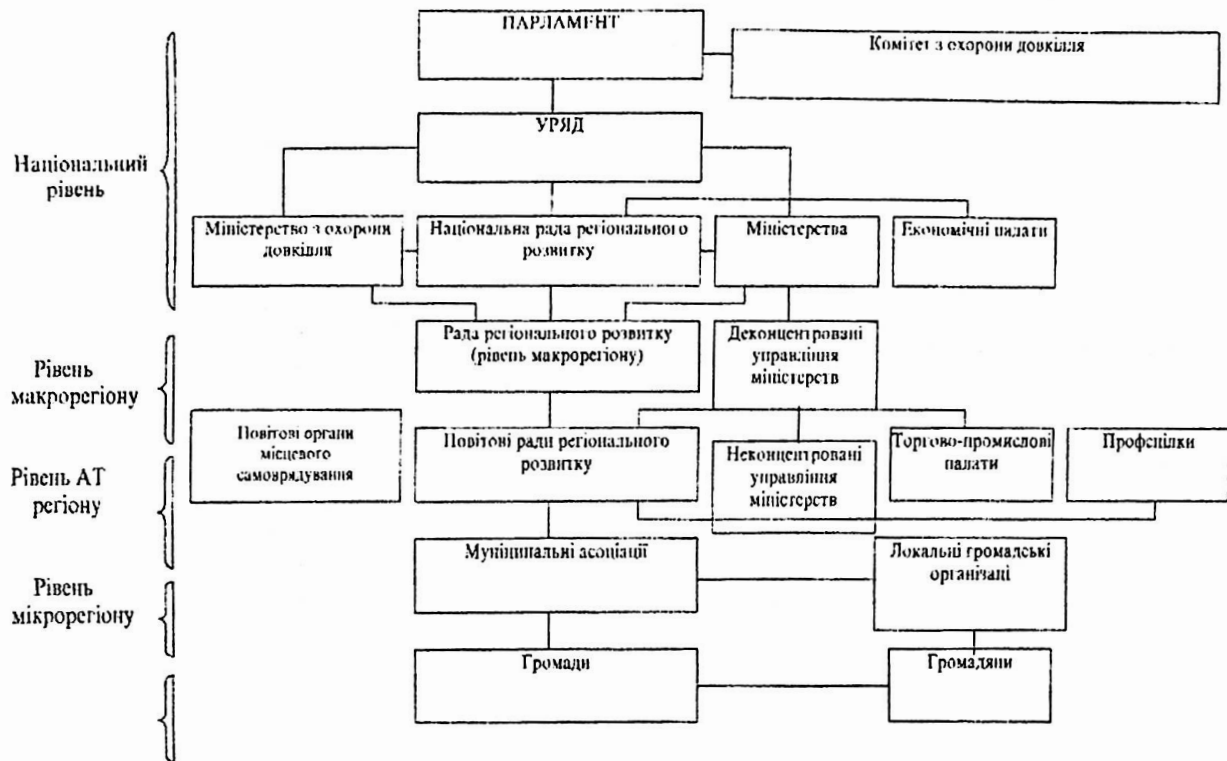 ПАРЛАМЕНТ
Комітет з охорони довкілля
УРЯД
Національний
рівень
Міністерство з охорони
довкілля
Національна рада регіонального
розвитку
Міністерства
Економічні палати
Рада регіонального розвитку
(рівень макрорегіону)
Деконцентровані
управління
міністерств
Рівень
макрорегіону
Повітові органи
місцевого
самоврядування
Повітові ради регіонального
розвитку
Неконцентровані
управління
міністерств
Торгово-промислові
палати
Профспілки
Рівень АТ
регіону
Муніципальні асоціації
Локальні громадські
організації
Рівень
мікрорегіону
Громади
Громадяни